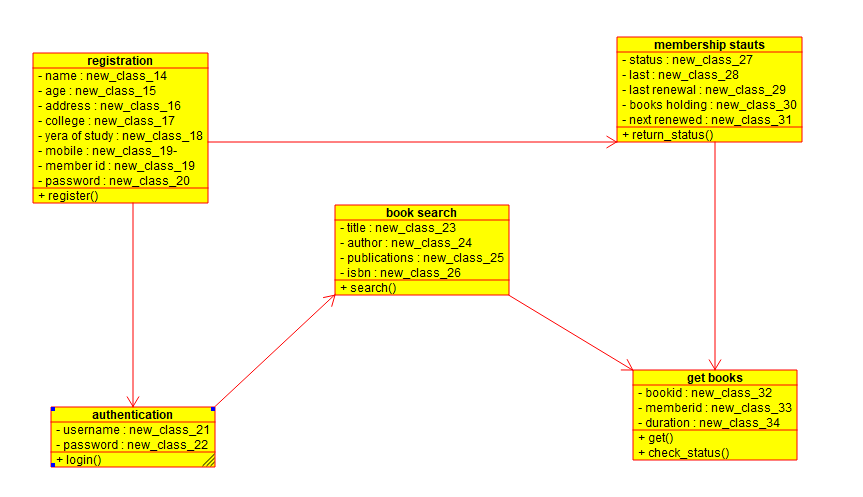 registration
- name : new_class_14
- age : new_class_15
- address : new_class_16
- college : new_class_17
- yera of study : new_class_18
- mobile : new_class_19-
- member id : new_class_19
- password : new_class_20
+ register()
membership stauts
- status : new_class_27
- last : new_class_28
- last renewal : new_class_29
- books holding : new_class_30
- next renewed : new_class_31
+ return_status()
book search
- title : new_class_23
- author : new_class_24
- publications : new_class_25
- isbn : new_class_26
+ search()
authentication
- username : new_class_21
- password : new_class_22
+ login()
get books
- bookid : new_class_32
- memberid : new_class_33
- duration : new_class_34
+ get()
+ check_status()